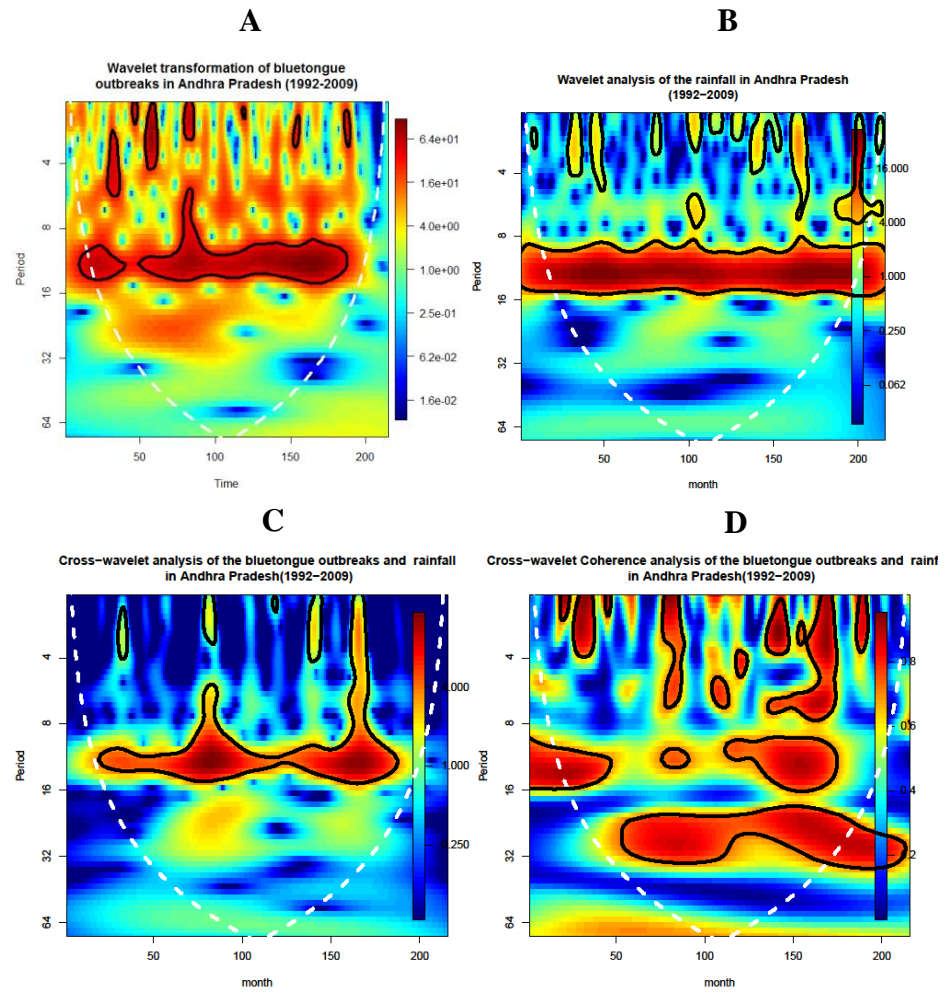 A
Wavelet transformation of bluetongue
outbreaks in Andhra Pradesh (1992-2009)
Period
4
8
16
32
64
50
100
150
200
Time
6.4e+01
1.6e+01
4.0e+00
1.0e+00
2.5e-01
6.2e-02
1.6e-02
B
Wavelet analysis of the rainfall in Andhra Pradesh
(1992−2009)
Period
4
8
16
32
64
50
100
150
200
month
16.000
4.000
1.000
0.250
0.062
C
Cross−wavelet analysis of the bluetongue outbreaks and rainfall
in Andhra Pradesh(1992−2009)
Period
4
8
16
32
64
50
100
150
200
month
.000
1.000
0.250
D
Cross−wavelet Coherence analysis of the bluetongue outbreaks and rainf
in Andhra Pradesh(1992−2009)
Period
4
8
16
32
64
50
100
150
200
month
0.8
0.6
0.4
0.2